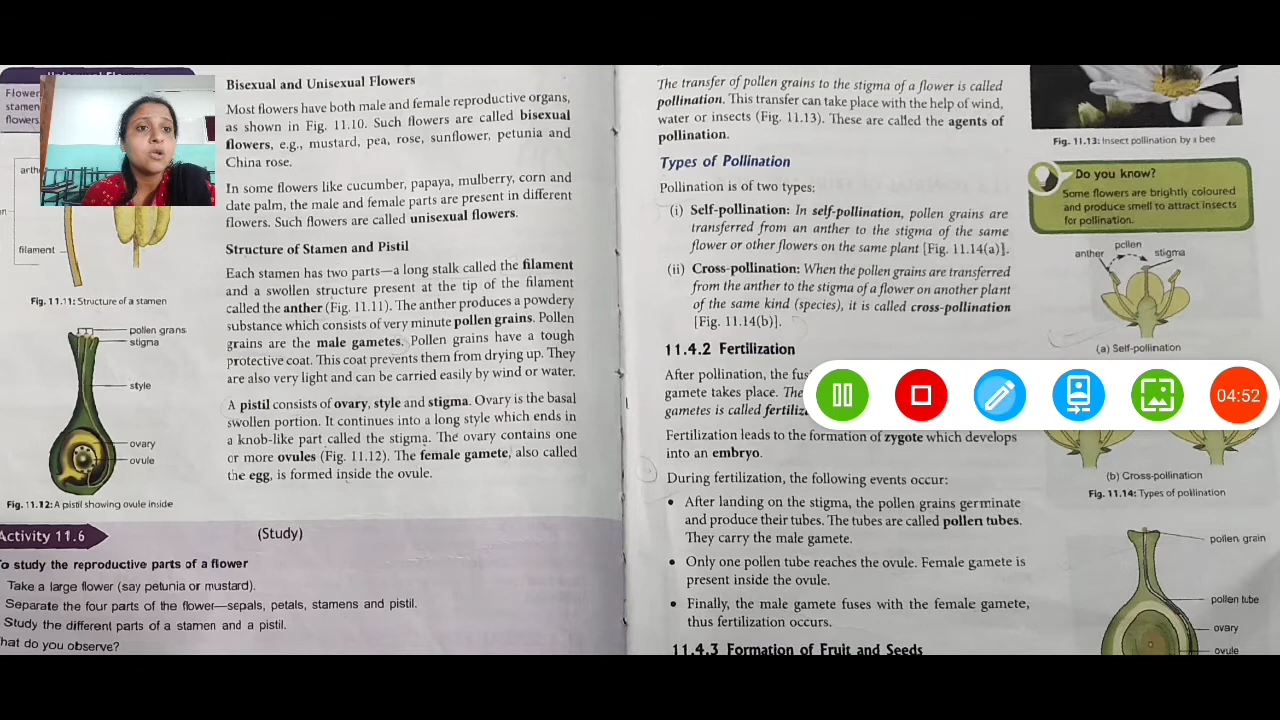 Flower
stamen
flowers
anth
filament
Fig. 11.11: Structure of a stamen
pollen grans
stigma
style
ovary
ovule
Fig. 11.12: A pistil showing ovule inside
Bisexual and Unisexual Flowers
Most flowers have both male and female reproductive organs,
as shown in Fig. 11.10. Such flowers are called bisexual
flowers, e.g., mustard, pea, rose, sunflower, petunia and
China rose.
In some flowers like cucumber, papaya, mulberry, corn and
date palm, the male and female parts are present in different
flowers. Such flowers are called unisexual flowers.
Structure of Stamen and Pistil
Each stamen has two parts—a long stalk called the filament
and a swollen structure present at the tip of the filament
called the anther (Fig. 11.11). The anther produces a powdery
substance which consists of very minute pollen grains. Pollen
grains are the male gametes. Pollen grains have a tough
protective coat. This coat prevents them from drying up. They
are also very light and can be carried easily by wind or water.
A pistil consists of ovary, style and stigma. Ovary is the basal
swollen portion. It continues into a long style which ends in
a knob-like part called the stigma. The ovary contains one
or more ovules (Fig. 11.12). The female gamete, also called
the egg, is formed inside the ovule.
Activity 11.6
(Study)
To study the reproductive parts of a flower
Take a large flower (say petunia or mustard).
Separate the four parts of the flower—sepals, petals, stamens and pistil.
Study the different parts of a stamen and a pistil.
hat do you observe?
The transfer of pollen grains to the stigma of a flower is called
pollination. This transfer can take place with the help of wind,
water or insects (Fig. 11.13). These are called the agents of
pollination.
Types of Pollination
Pollination is of two types:
(i) Self-pollination: In self-pollination, pollen grains are
transferred from an anther to the stigma of the same
flower or other flowers on the same plant [Fig. 11.14(a)].
(ii) Cross-pollination: When the pollen grains are transferred
from the anther to the stigma of a flower on another plant
of the same kind (species), it is called cross-pollination
[Fig. 11.14(b)].
11.4.2 Fertilization
After pollination, the fus
gamete takes place. The
gametes is called fertiliz
Fertilization leads to the formation of zygote which develops
into an embryo.
During fertilization, the following events occur:
• After landing on the stigma, the pollen grains germinate
and produce their tubes. The tubes are called pollen tubes.
They carry the male gamete.
• Only one pollen tube reaches the ovule. Female gamete is
present inside the ovule.
• Finally, the male gamete fuses with the female gamete,
thus fertilization occurs.
11.4.3 Formation of Fruit and Seeds
Fig. 11.13: Insect pollination by a bee
Do you know?
Some flowers are brightly coloured
and produce smell to attract insects
for pollination.
pollen
anther
stigma
(a) Self-pollination
04:52
(b) Cross-pollination
Fig. 11.14: Types of pollination
pollen grain
pollen tube
ovary
ovule